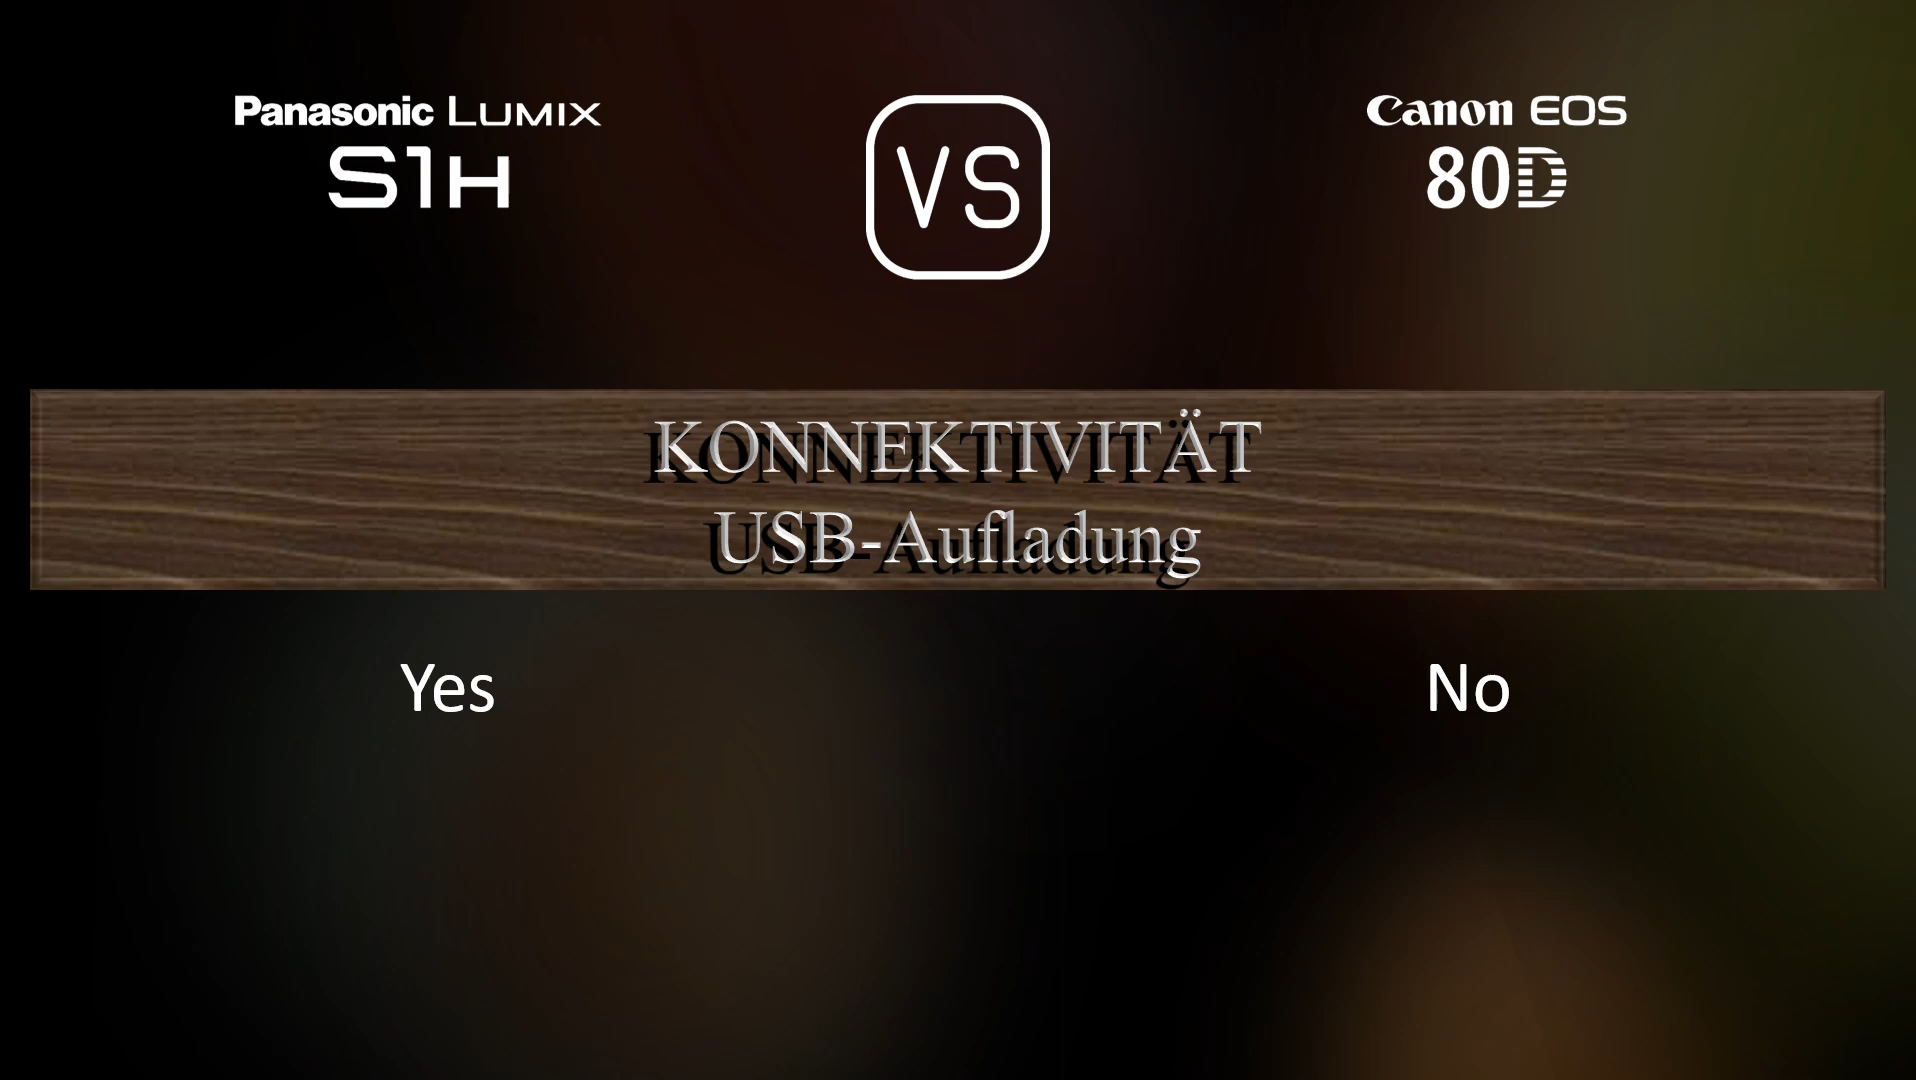 Panasonic LUMIX
S1H
VS
Canon EOS
80D
KONNEKTIVITÄT
USB-Aufladung
Yes
No